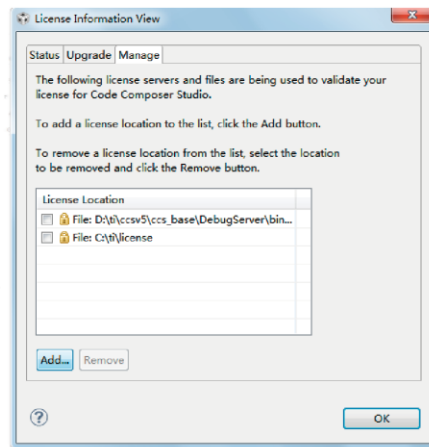 License Information View
Status Upgrade Manage
The following license servers and files are being used to validate your
license for Code Composer Studio.
To add a license location to the list, click the Add button.
To remove a license location from the list, select the location
to be removed and click the Remove button.
License Location
File: D:\ti\ccsv5\ccs_base\DebugServer\bin...
File: C:\ti\license
Add... Remove
OK